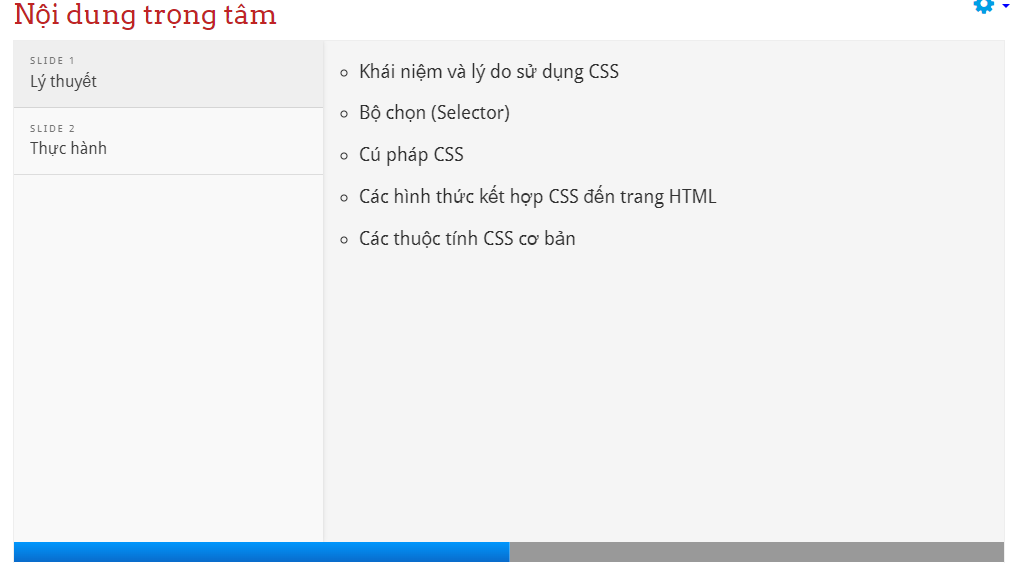 Nội dung trọng tâm
SLIDE 1
Lý thuyết
SLIDE 2
Thực hành
Khái niệm và lý do sử dụng CSS
Bộ chọn (Selector)
Cú pháp CSS
Các hình thức kết hợp CSS đến trang HTML
Các thuộc tính CSS cơ bản